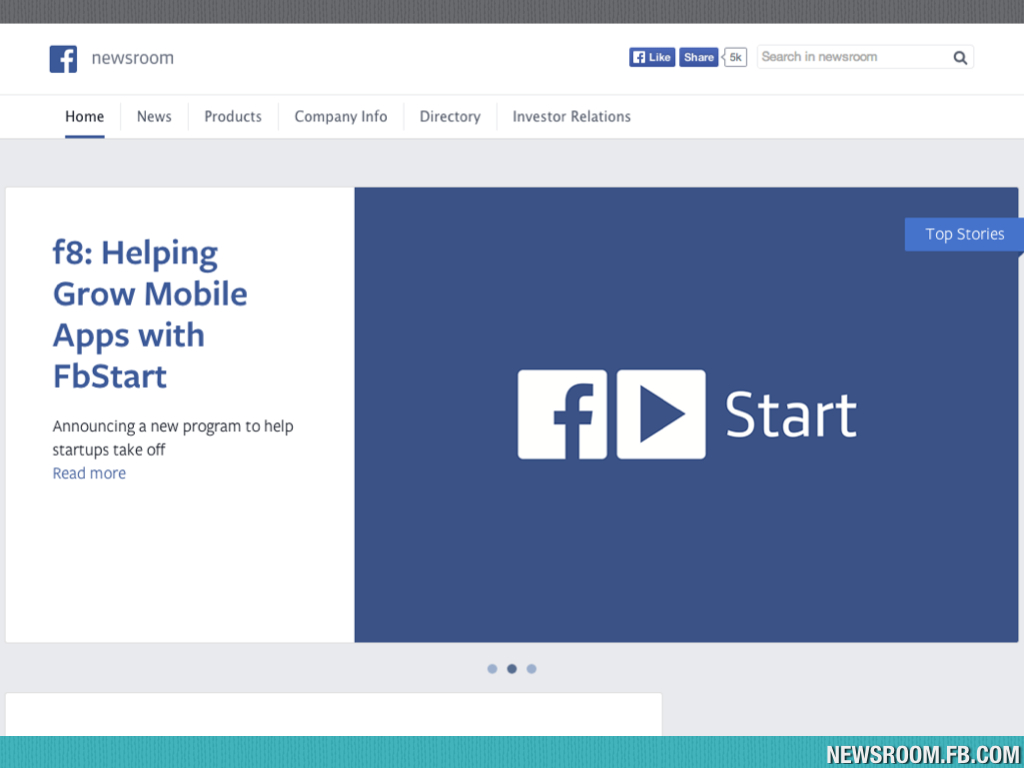 newsroom
Like Share 5k Search in newsroom
Home News Products Company Info Directory Investor Relations
f8: Helping
Grow Mobile
Apps with
FbStart
Announcing a new program to help
startups take off
Read more
Top Stories
f Start
NEWSROOM.FB.COM